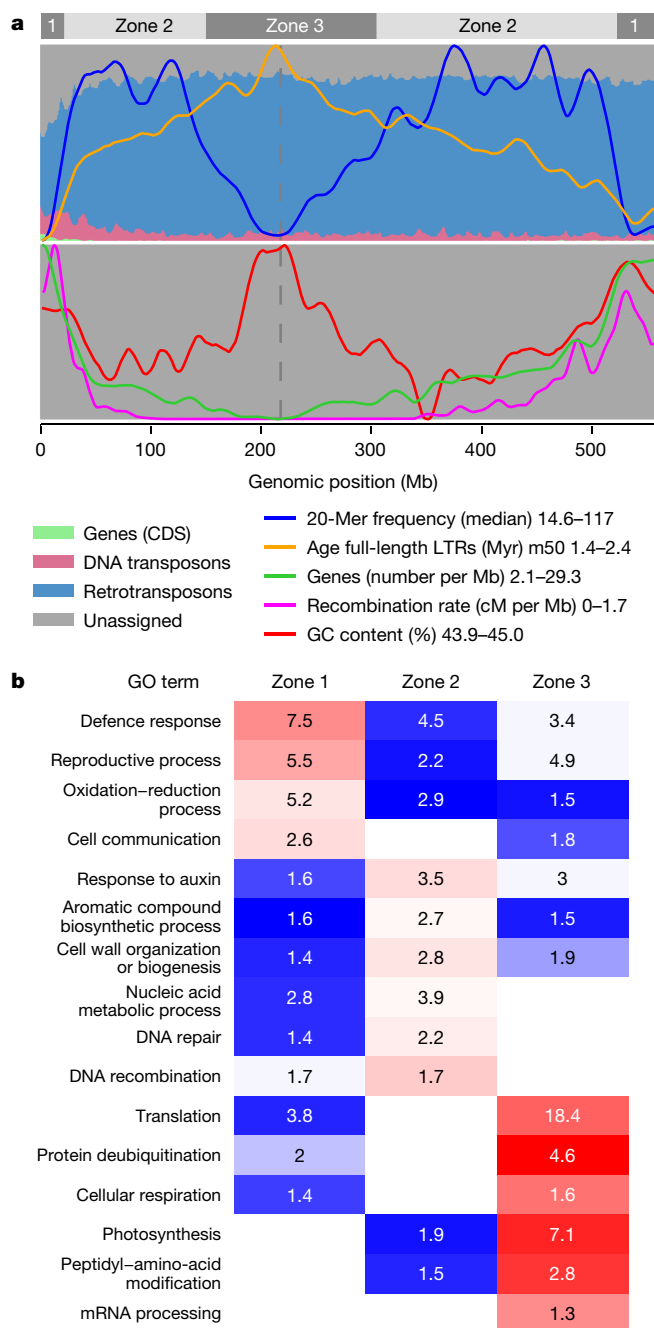 a
1 Zone 2 Zone 3 Zone 2 1
0 100 200 300 400 500
Genomic position (Mb)
Genes (CDS)
DNA transposons
Retrotransposons
Unassigned
20-Mer frequency (median) 14.6–117
Age full-length LTRs (Myr) m50 1.4–2.4
Genes (number per Mb) 2.1–29.3
Recombination rate (cM per Mb) 0–1.7
GC content (%) 43.9–45.0
b
GO term Zone 1 Zone 2 Zone 3
Defence response 7.5 4.5 3.4
Reproductive process 5.5 2.2 4.9
Oxidation−reduction
process 5.2 2.9 1.5
Cell communication 2.6 1.8
Response to auxin 1.6 3.5 3
Aromatic compound
biosynthetic process 1.6 2.7 1.5
Cell wall organization
or biogenesis 1.4 2.8 1.9
Nucleic acid
metabolic process 2.8 3.9
DNA repair 1.4 2.2
DNA recombination 1.7 1.7
Translation 3.8 18.4
Protein deubiquitination 2 4.6
Cellular respiration 1.4 1.6
Photosynthesis 1.9 7.1
Peptidyl−amino-acid
modification 1.5 2.8
mRNA processing 1.3